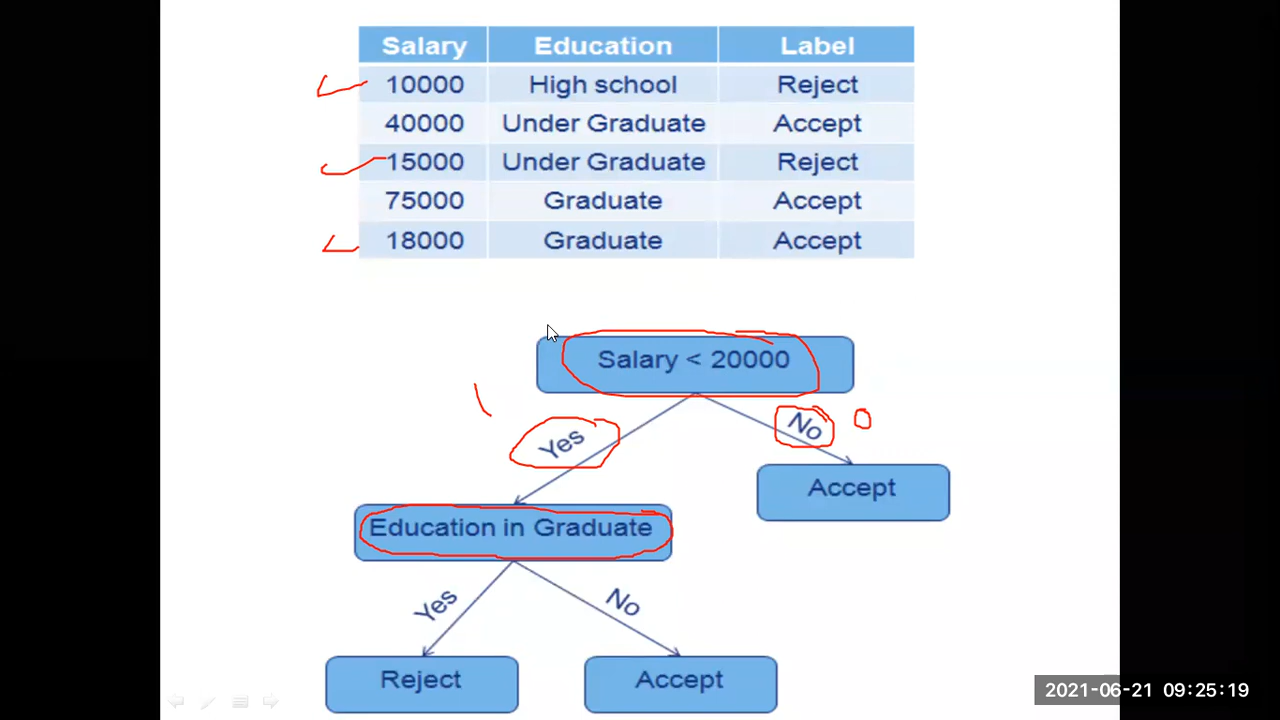 Salary Education Label
10000 High school Reject
40000 Under Graduate Accept
15000 Under Graduate Reject
75000 Graduate Accept
18000 Graduate Accept
Salary < 20000
Yes
No
0
Accept
Education in Graduate
Yes
No
Reject
Accept
2021-06-21 09:25:19